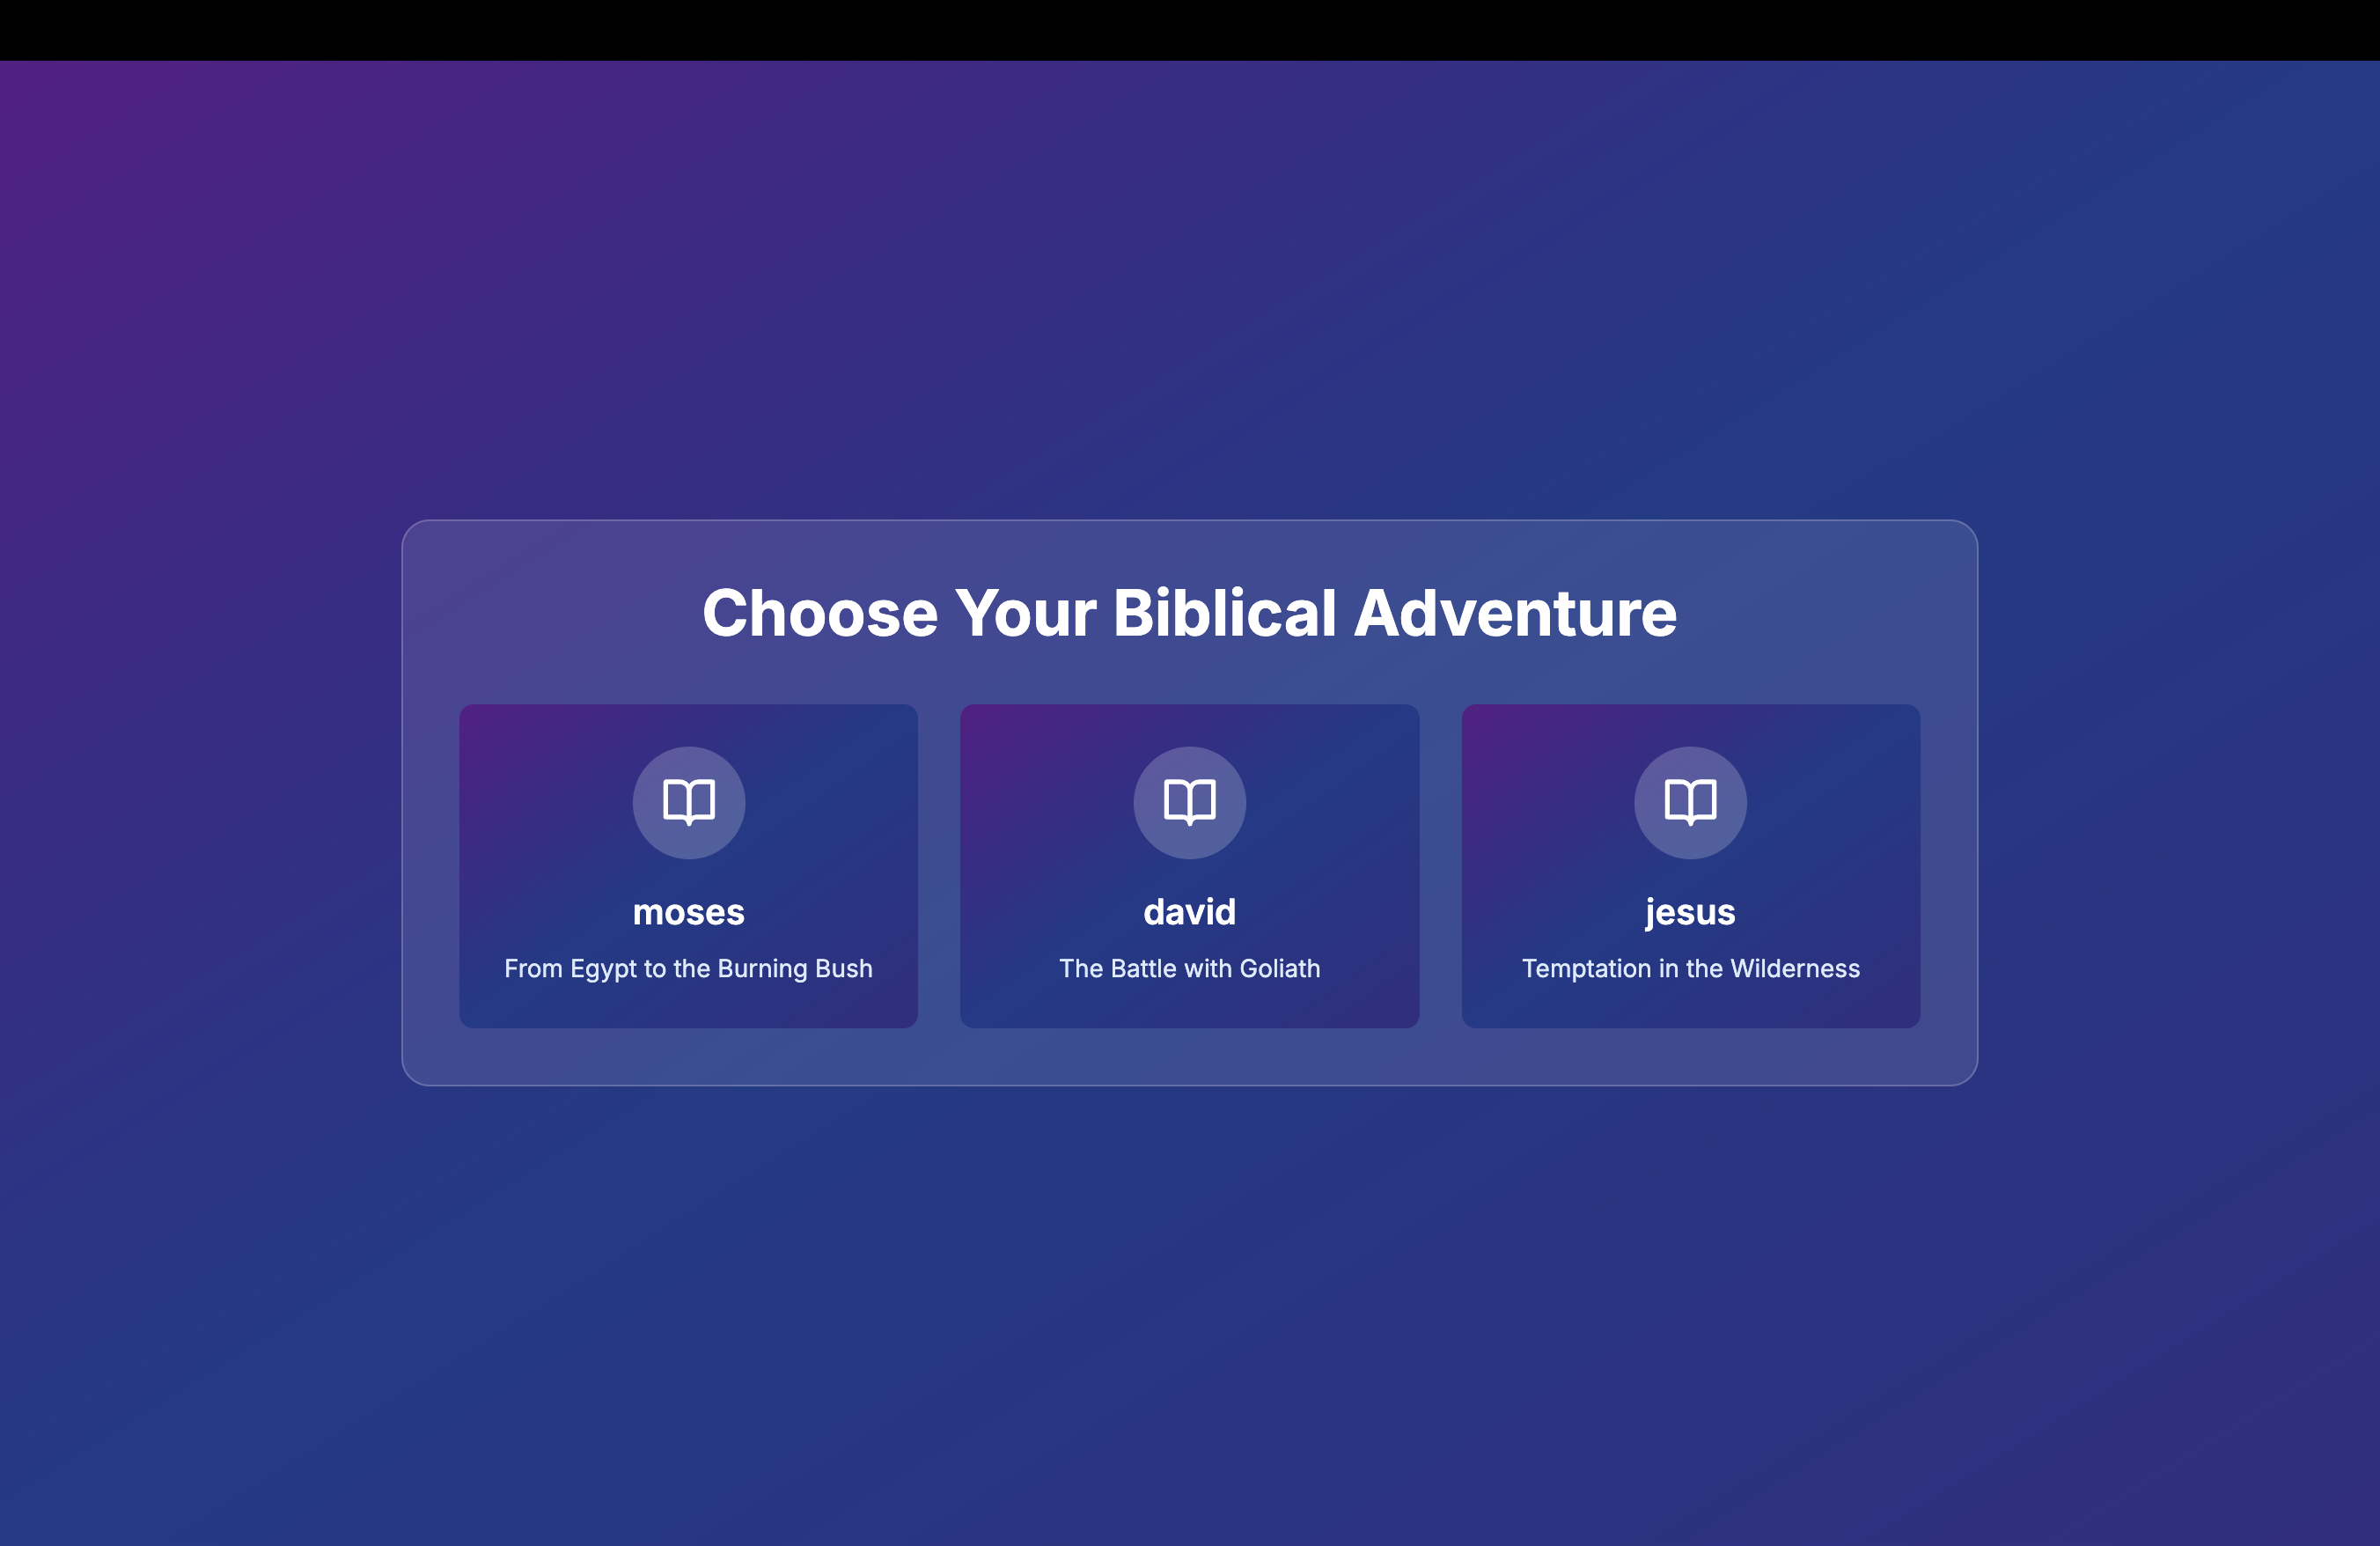 Choose Your Biblical Adventure
moses
From Egypt to the Burning Bush
david
The Battle with Goliath
jesus
Temptation in the Wilderness